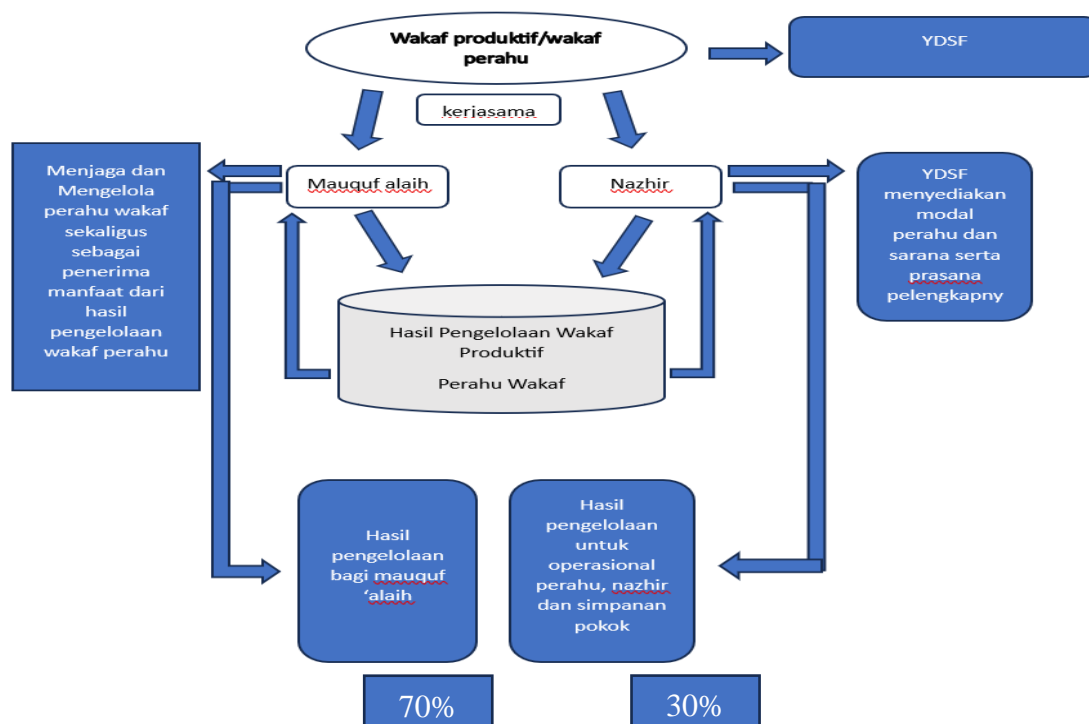 Wakaf produktif/wakaf
perahu
YDSF
kerjasama
Menjaga dan
Mengelola
perahu wakaf
sekaligus
sebagai
penerima
manfaat dari
hasil
pengelolaan
wakaf perahu
Mauquf alaih
Nazhir
YDSF
menyediakan
modal
perahu dan
sarana serta
prasana
pelengkapny
Hasil Pengelolaan Wakaf
Produktif
Perahu Wakaf
Hasil
pengelolaan
bagi mauquf
‘alaih
Hasil
pengelolaan
untuk
operasional
perahu, nazhir
dan simpanan
pokok
70%
30%